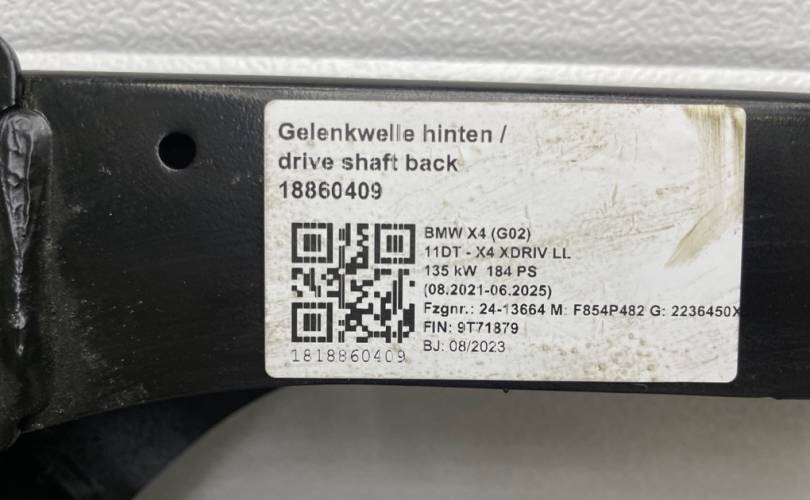 Gelenkwelle hinten /
drive shaft back
18860409
BMW X4 (G02)
11DT - X4 XDRIV LL
135 kW 184 PS
(08.2021-06.2025)
Fzgnr.: 24-13664 M: F854P482 G: 2236450X
FIN: 9T71879
BJ: 08/2023
1818860409